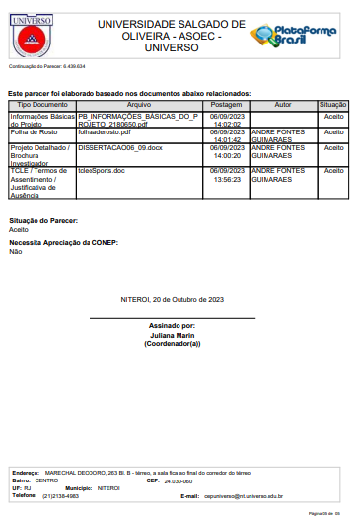 UNIVERSO
UNIVERSIDADE SALGADO DE
OLIVEIRA - ASOEC -
UNIVERSO
Plataforma
Brasil
Continuação do Parecer: 6.439.634
Este parecer foi elaborado baseado nos documentos abaixo relacionados:
Tipo Documento Arquivo Postagem Autor Situação
Informações Básicas do Projeto PB_INFORMAÇÕES_BÁSICAS_DO_PROJETO_2180650.pdf 06/09/2023 14:02:02 Aceito
Folha de Rosto folhaderosto.pdf 06/09/2023 14:01:42 ANDRE FONTES GUIMARAES Aceito
Projeto Detalhado / Brochura Investigador DISSERTACAO06_09.docx 06/09/2023 14:00:20 ANDRE FONTES GUIMARAES Aceito
TCLE / Termos de Assentimento / Justificativa de Ausência tcleeSpors.doc 06/09/2023 13:56:23 ANDRE FONTES GUIMARAES Aceito
Situação do Parecer:
Aceito
Necessita Apreciação da CONEP:
Não
NITEROI, 20 de Outubro de 2023
Assinado por:
Juliana Marin
(Coordenador(a))
Endereço: MARECHAL DEODORO,263 Bl. B - térreo, a sala fica ao final do corredor do térreo
Bairro: CENTRO CEP: 24.030-060
UF: RJ Município: NITEROI
Telefone (21)2138-4983 E-mail: cepuniverso@nt.universo.edu.br
Página 05 de 05